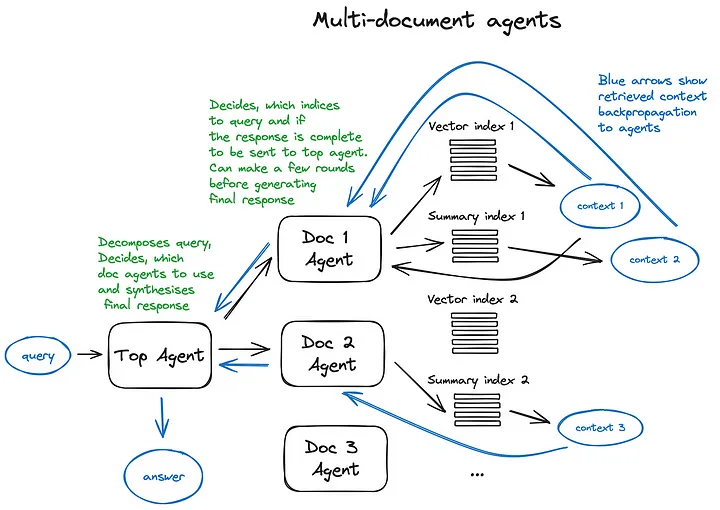 Multi-document agents
Blue arrows show
retrieved context
backpropagation
to agents
Decides, which indices
to query and if
the response is complete
to be sent to top agent.
Can make a few rounds
before generating
final response
Vector index 1
context 1
Summary index 1
Doc 1
Agent
context 2
Decomposes query,
Decides, which
doc agents to use
and synthesises
final response
Vector index 2
query
Top Agent
Doc 2
Agent
Summary index 2
context 3
Doc 3
Agent
...
answer